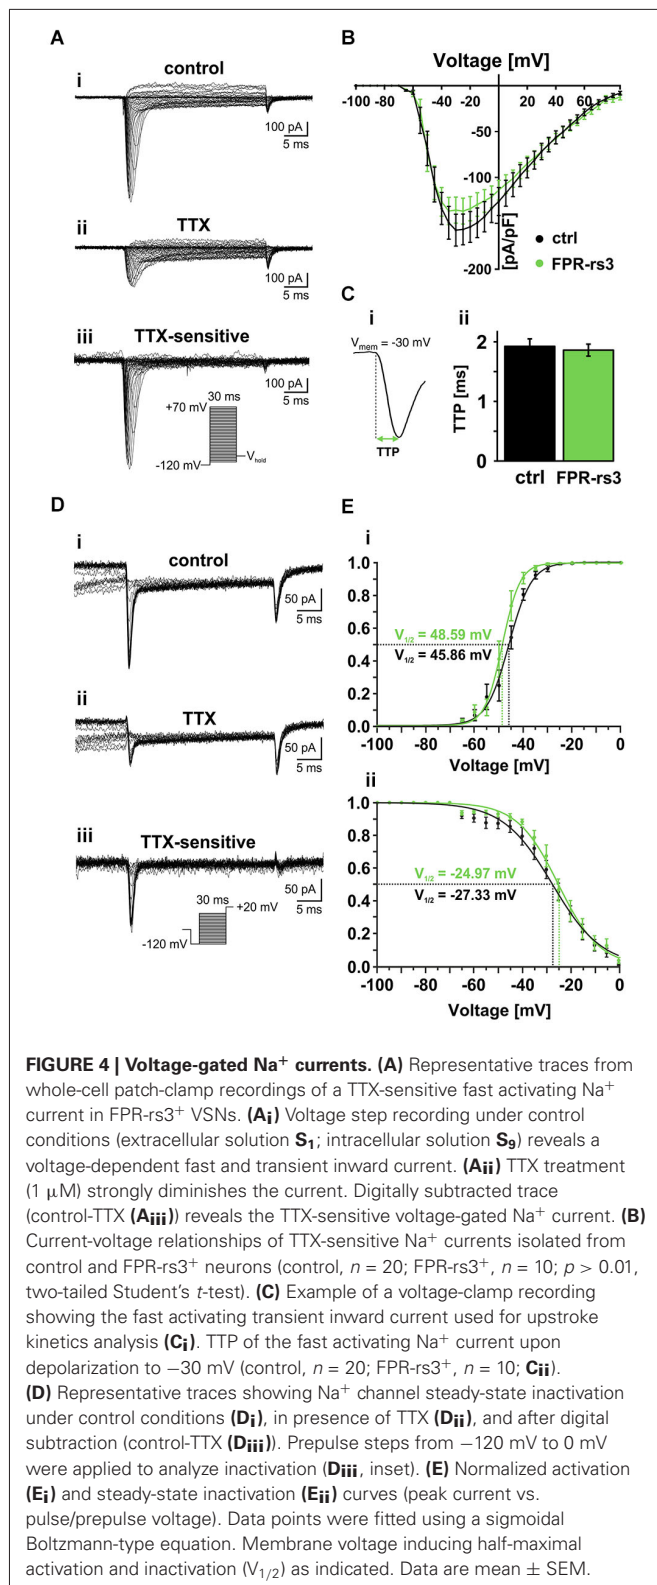 A
i
control
100 pA
5 ms
ii
TTX
100 pA
5 ms
iii
TTX-sensitive
100 pA
5 ms
30 ms
+70 mV
-120 mV
Vhold
B
Voltage [mV]
-100 -80 -60 -40 -20 20 40 60 80
-50
-100
-150
-200
[pA/pF]
ctrl
FPR-rs3
C
i
Vmem = -30 mV
TTP
ii
TTP [ms]
2
1
0
ctrl FPR-rs3
D
i
control
50 pA
5 ms
ii
TTX
50 pA
5 ms
iii
TTX-sensitive
50 pA
5 ms
30 ms
+20 mV
-120 mV
E
i
1.0
0.8
0.6
V1/2 = 48.59 mV
V1/2 = 45.86 mV
0.4
0.2
0.0
-100 -80 -60 -40 -20 0
Voltage [mV]
ii
1.0
0.8
0.6
V1/2 = -24.97 mV
V1/2 = -27.33 mV
0.4
0.2
0.0
-100 -80 -60 -40 -20 0
Voltage [mV]
FIGURE 4 | Voltage-gated Na+ currents. (A) Representative traces from
whole-cell patch-clamp recordings of a TTX-sensitive fast activating Na+
current in FPR-rs3+ VSNs. (Ai) Voltage step recording under control
conditions (extracellular solution S1; intracellular solution S9) reveals a
voltage-dependent fast and transient inward current. (Aii) TTX treatment
(1 μM) strongly diminishes the current. Digitally subtracted trace
(control-TTX (Aiii)) reveals the TTX-sensitive voltage-gated Na+ current. (B)
Current-voltage relationships of TTX-sensitive Na+ currents isolated from
control and FPR-rs3+ neurons (control, n = 20; FPR-rs3+, n = 10; p > 0.01,
two-tailed Student's t-test). (C) Example of a voltage-clamp recording
showing the fast activating transient inward current used for upstroke
kinetics analysis (Ci). TTP of the fast activating Na+ current upon
depolarization to −30 mV (control, n = 20; FPR-rs3+, n = 10; Cii).
(D) Representative traces showing Na+ channel steady-state inactivation
under control conditions (Di), in presence of TTX (Dii), and after digital
subtraction (control-TTX (Diii)). Prepulse steps from −120 mV to 0 mV
were applied to analyze inactivation (Diii, inset). (E) Normalized activation
(Ei) and steady-state inactivation (Eii) curves (peak current vs.
pulse/prepulse voltage). Data points were fitted using a sigmoidal
Boltzmann-type equation. Membrane voltage inducing half-maximal
activation and inactivation (V1/2) as indicated. Data are mean ± SEM.